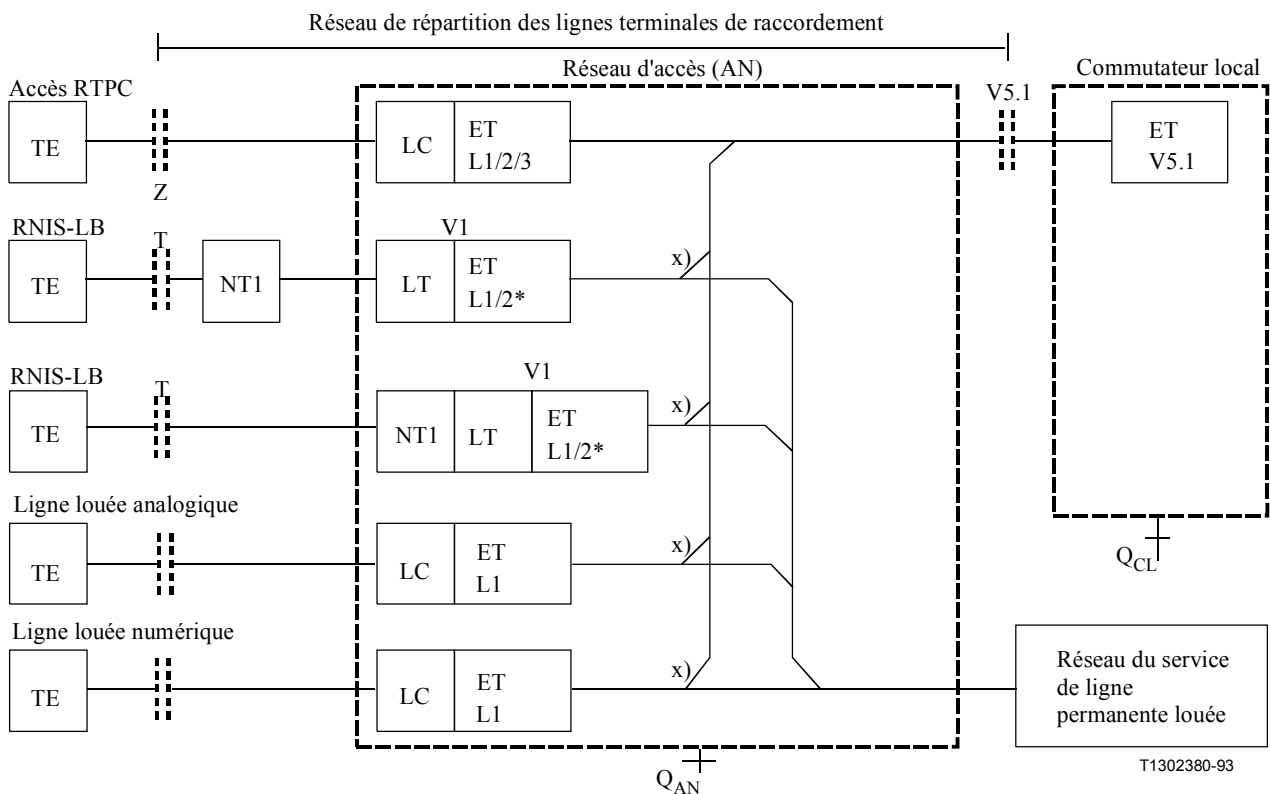 Réseau de répartition des lignes terminales de raccordement
Réseau d'accès (AN)
Commutateur local
V5.1
Accès RTPC
TE
Z
LC
ET
L1/2/3
ET
V5.1
RNIS-LB
TE
T
NT1
V1
LT
ET
L1/2*
x)
RNIS-LB
TE
T
V1
NT1
LT
ET
L1/2*
x)
Ligne louée analogique
TE
LC
ET
L1
x)
QCL
Ligne louée numérique
TE
LC
ET
L1
x)
Réseau du service
de ligne
permanente louée
QAN
T1302380-93